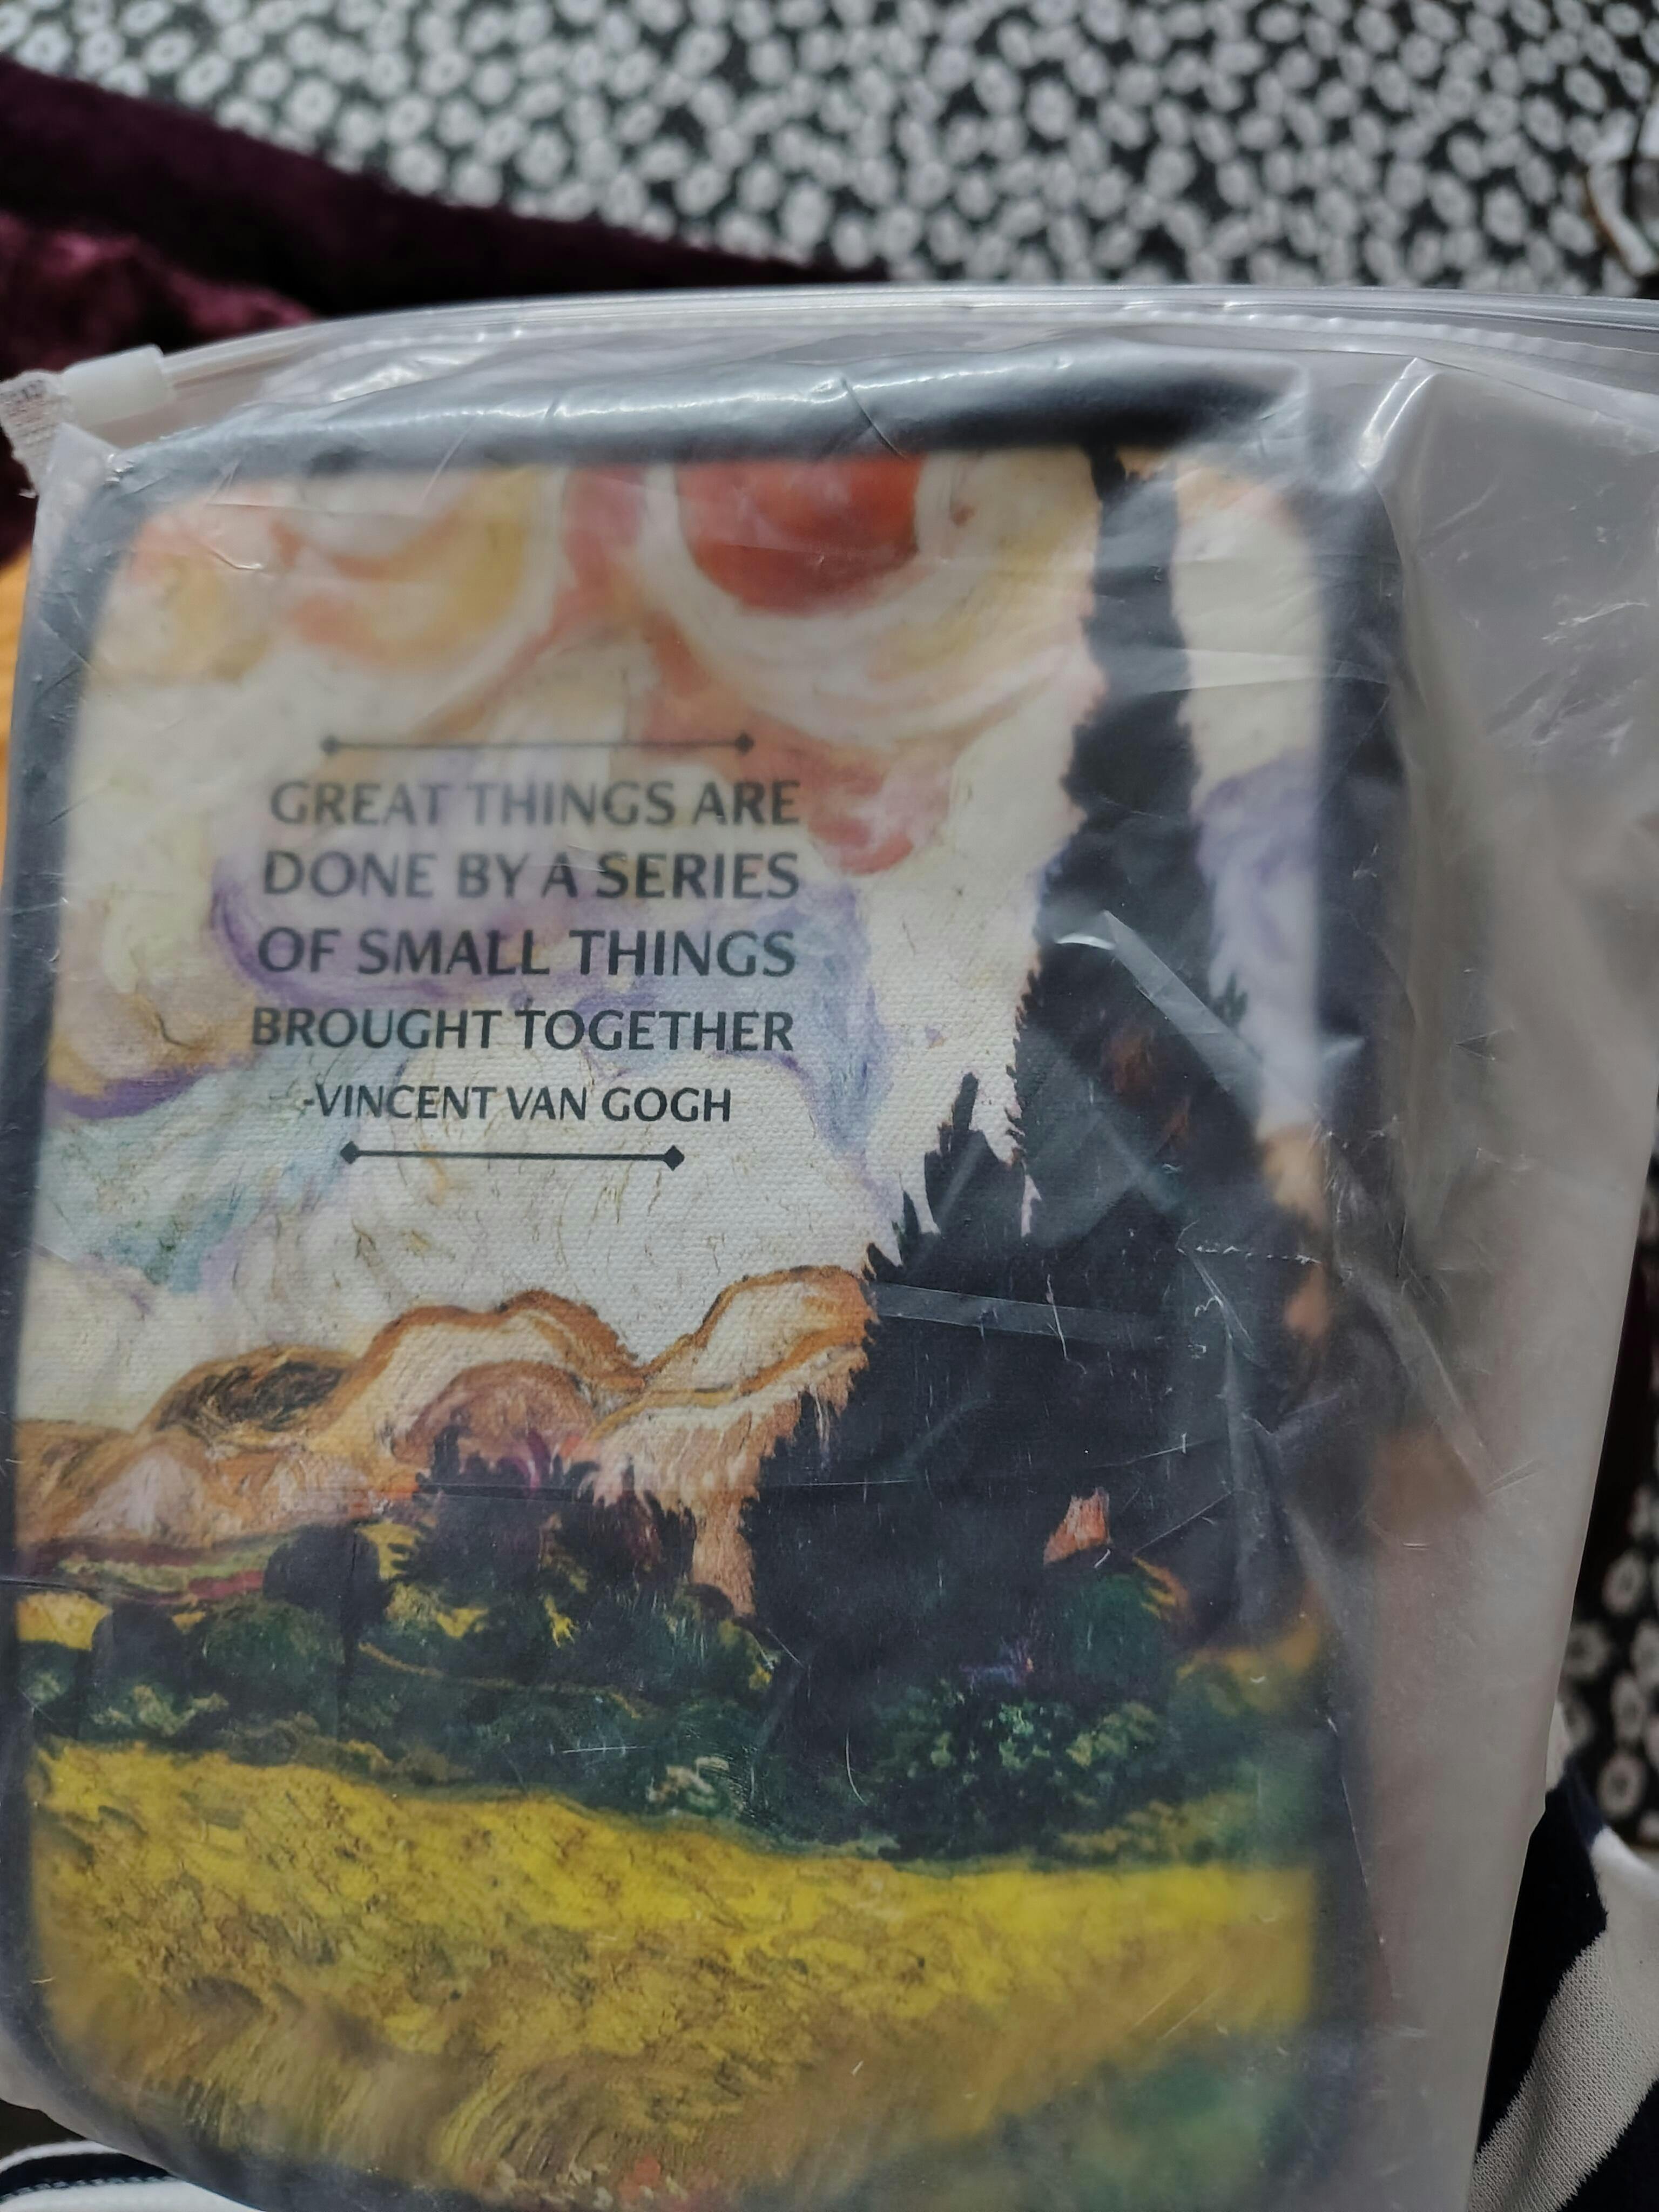 GREAT THINGS ARE
DONE BY A SERIES
OF SMALL THINGS
BROUGHT TOGETHER
-VINCENT VAN GOGH